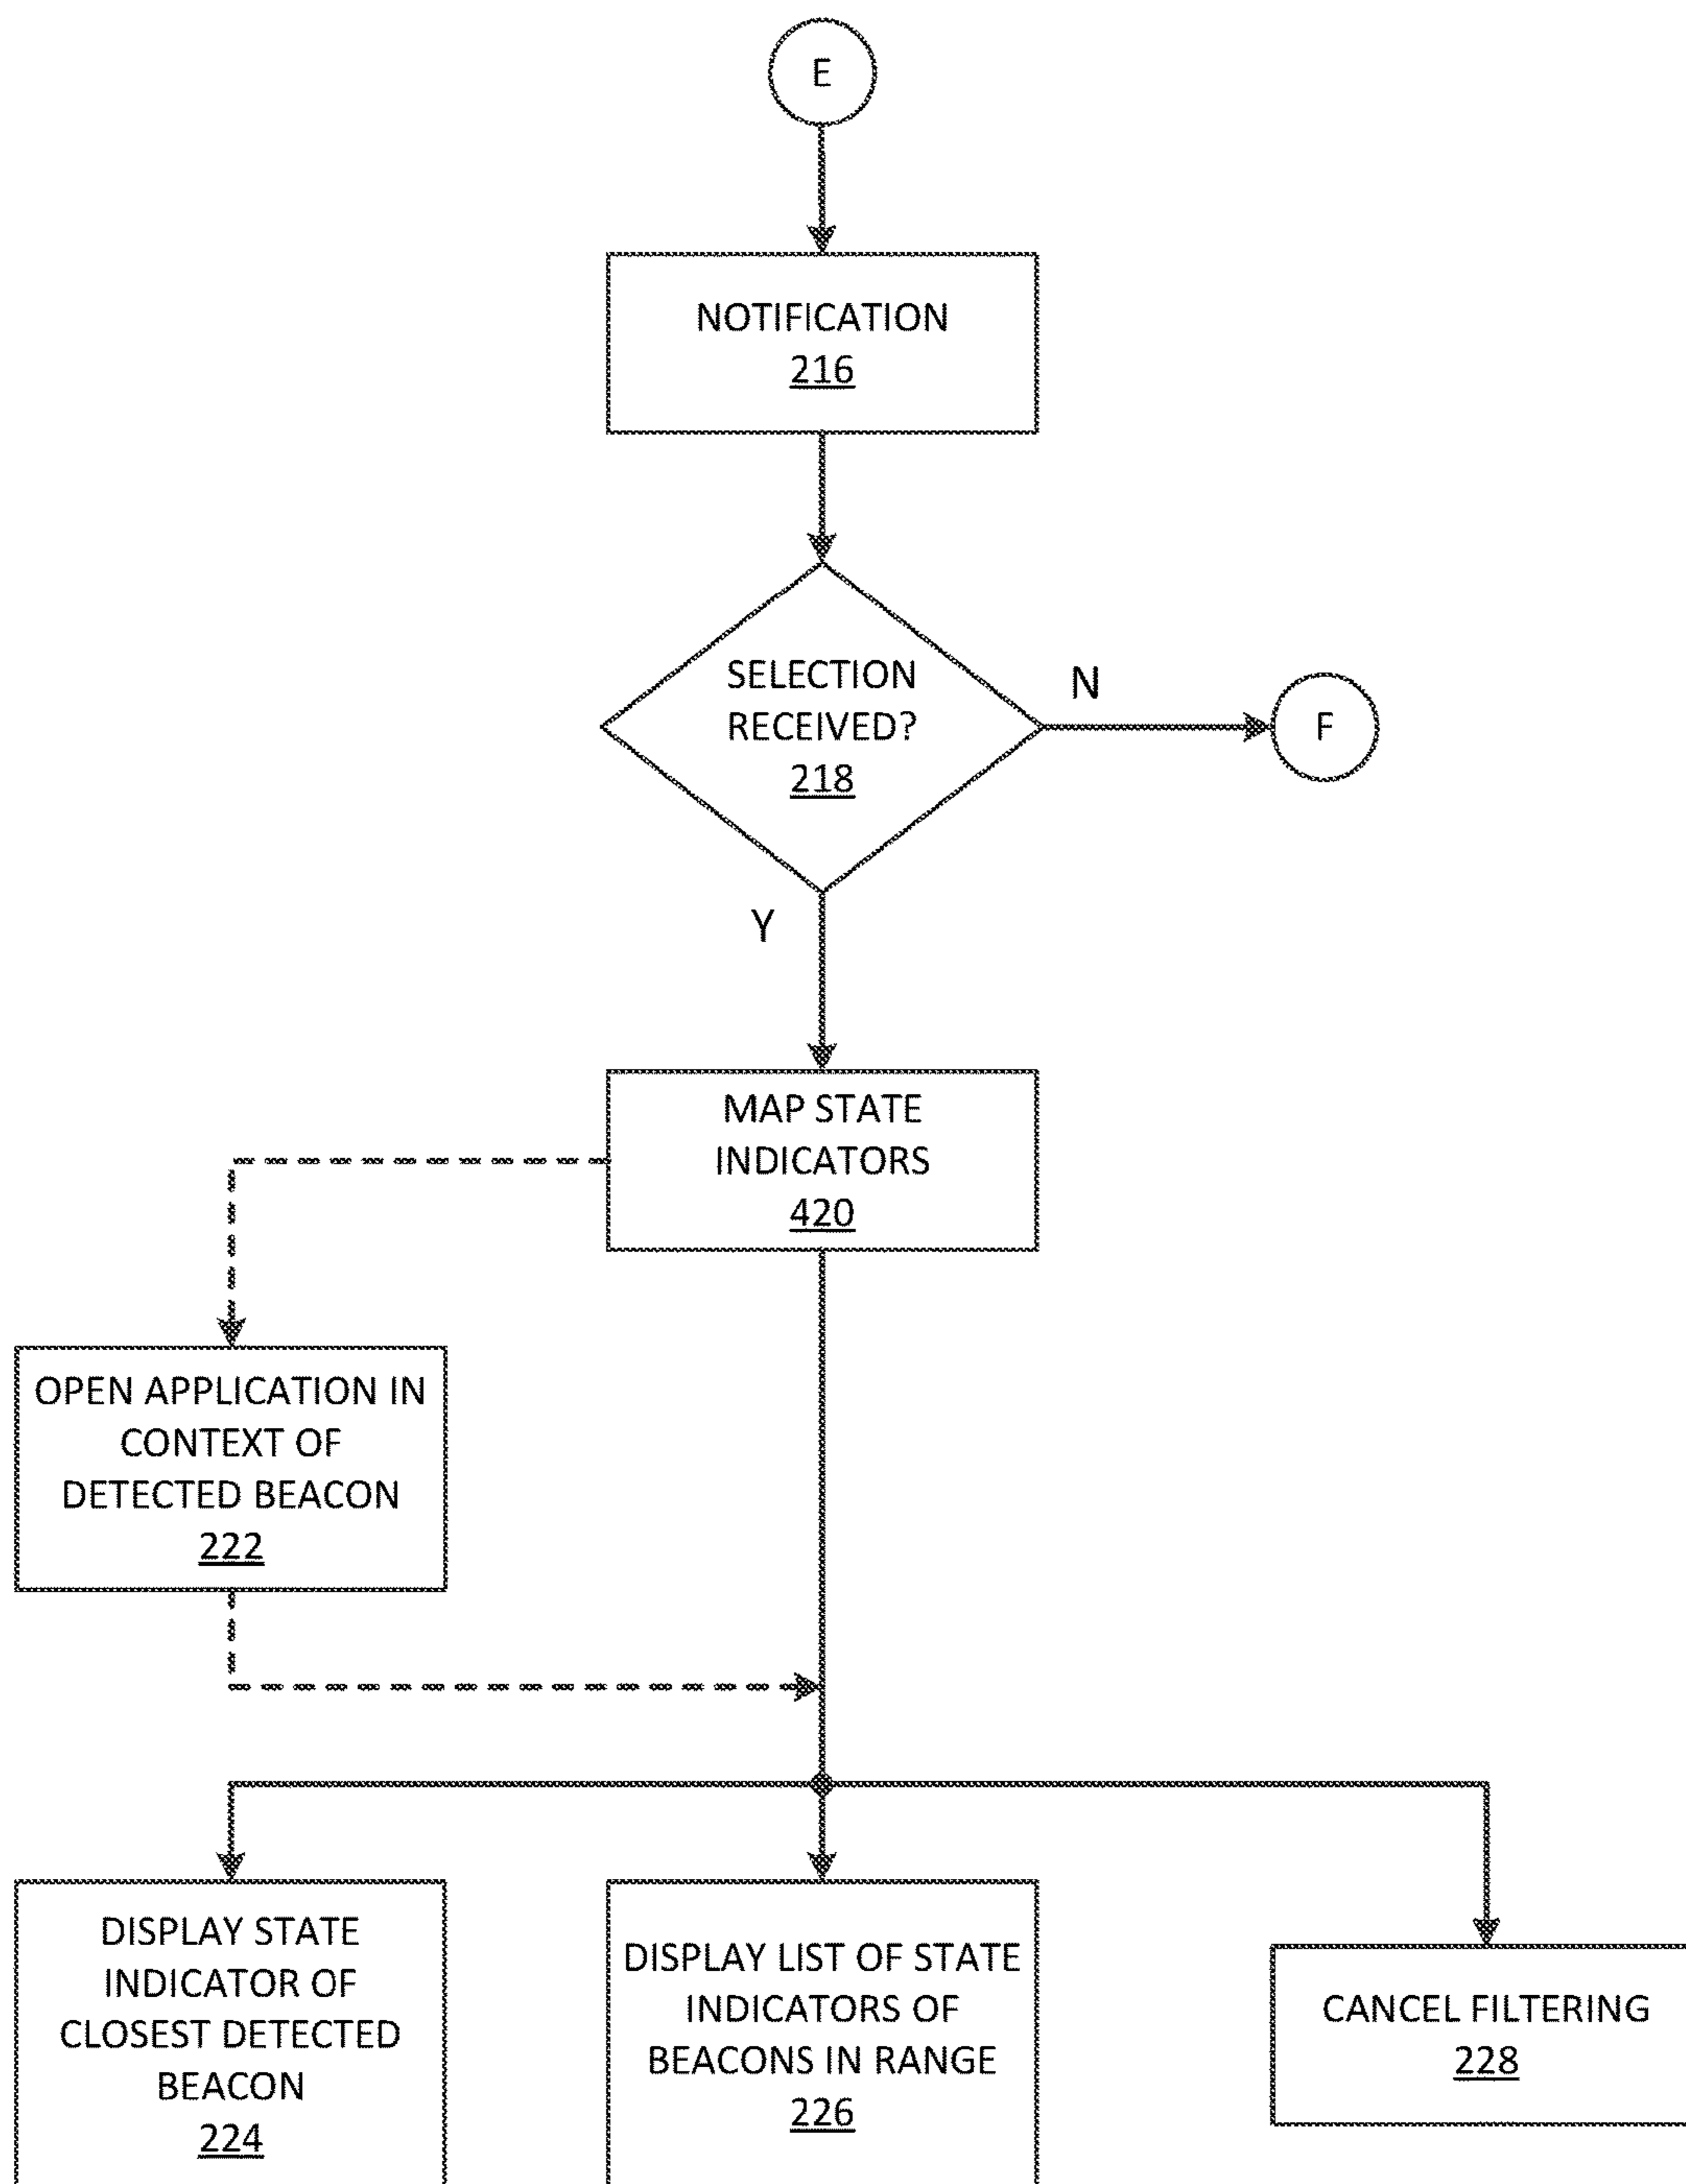 E
NOTIFICATION
216
SELECTION
RECEIVED?
218
N
F
Y
MAP STATE
INDICATORS
420
OPEN APPLICATION IN
CONTEXT OF
DETECTED BEACON
222
DISPLAY STATE
INDICATOR OF
CLOSEST DETECTED
BEACON
224
DISPLAY LIST OF STATE
INDICATORS OF
BEACONS IN RANGE
226
CANCEL FILTERING
228